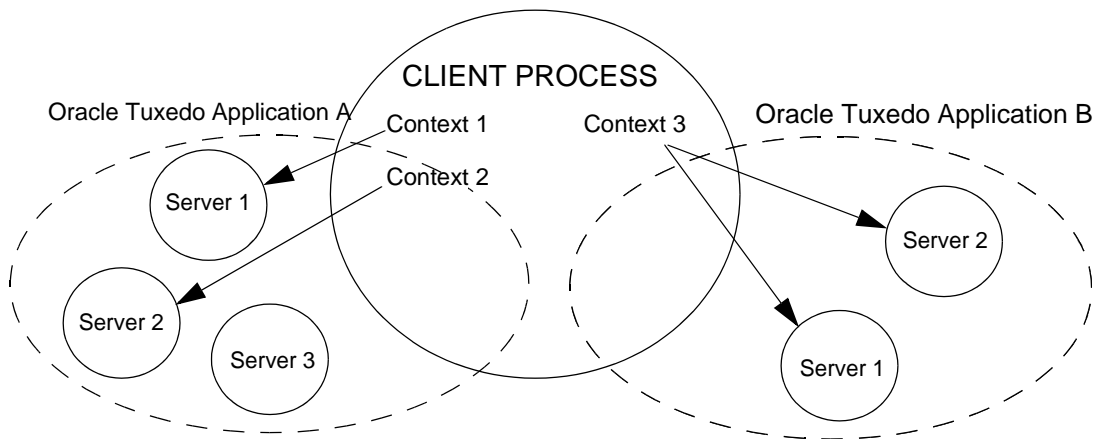 CLIENT PROCESS
Oracle Tuxedo Application A
Oracle Tuxedo Application B
Context 1
Context 3
Context 2
Server 1
Server 2
Server 2
Server 3
Server 1